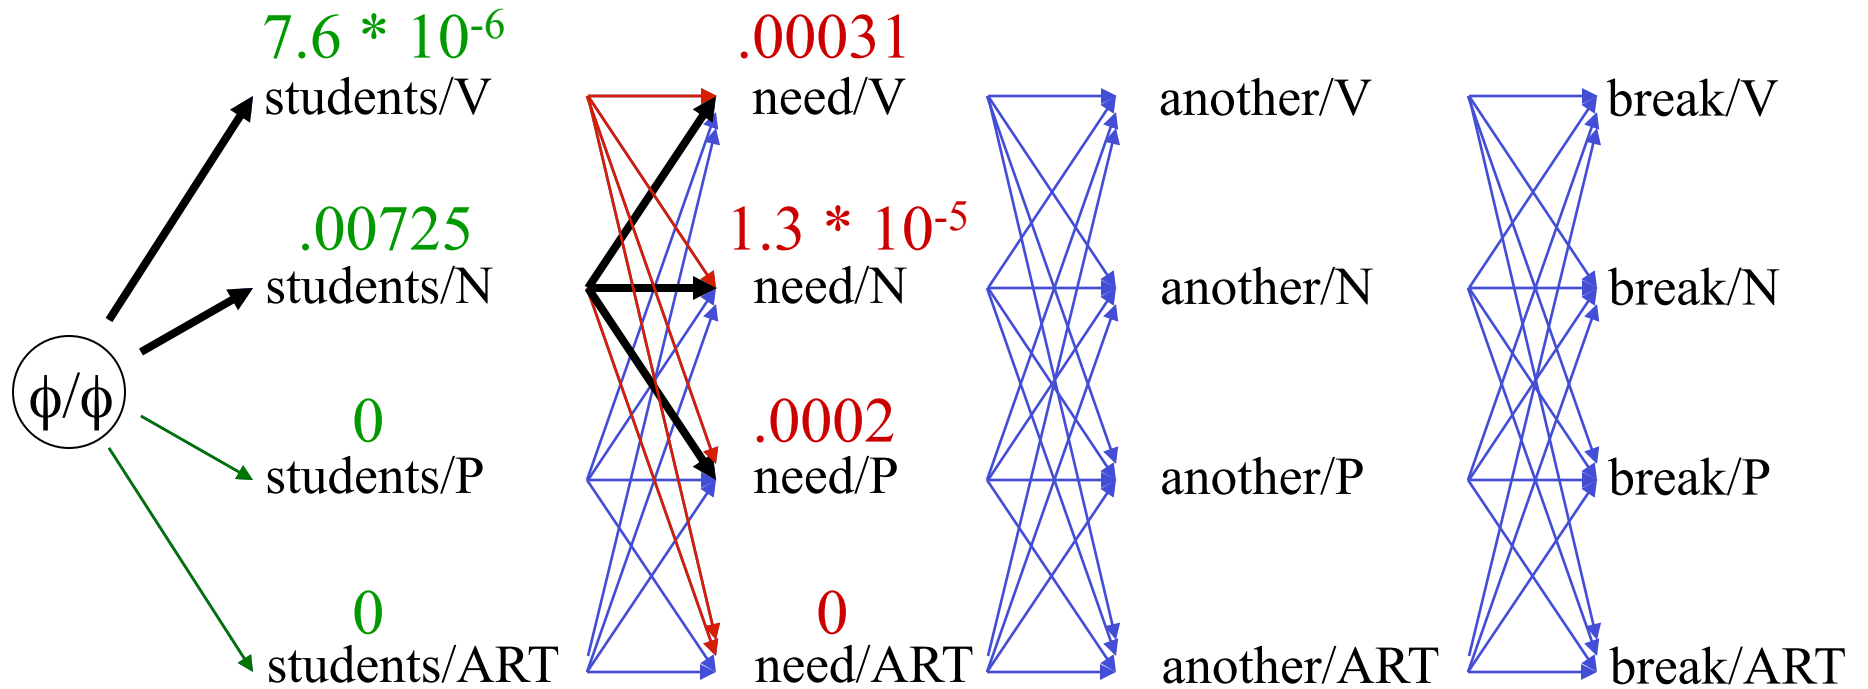 7.6 * 10⁻⁶ .00031
students/V need/V another/V break/V
.00725 1.3 * 10⁻⁵
students/N need/N another/N break/N
ϕ/ϕ
0 .0002
students/P need/P another/P break/P
0 0
students/ART need/ART another/ART break/ART